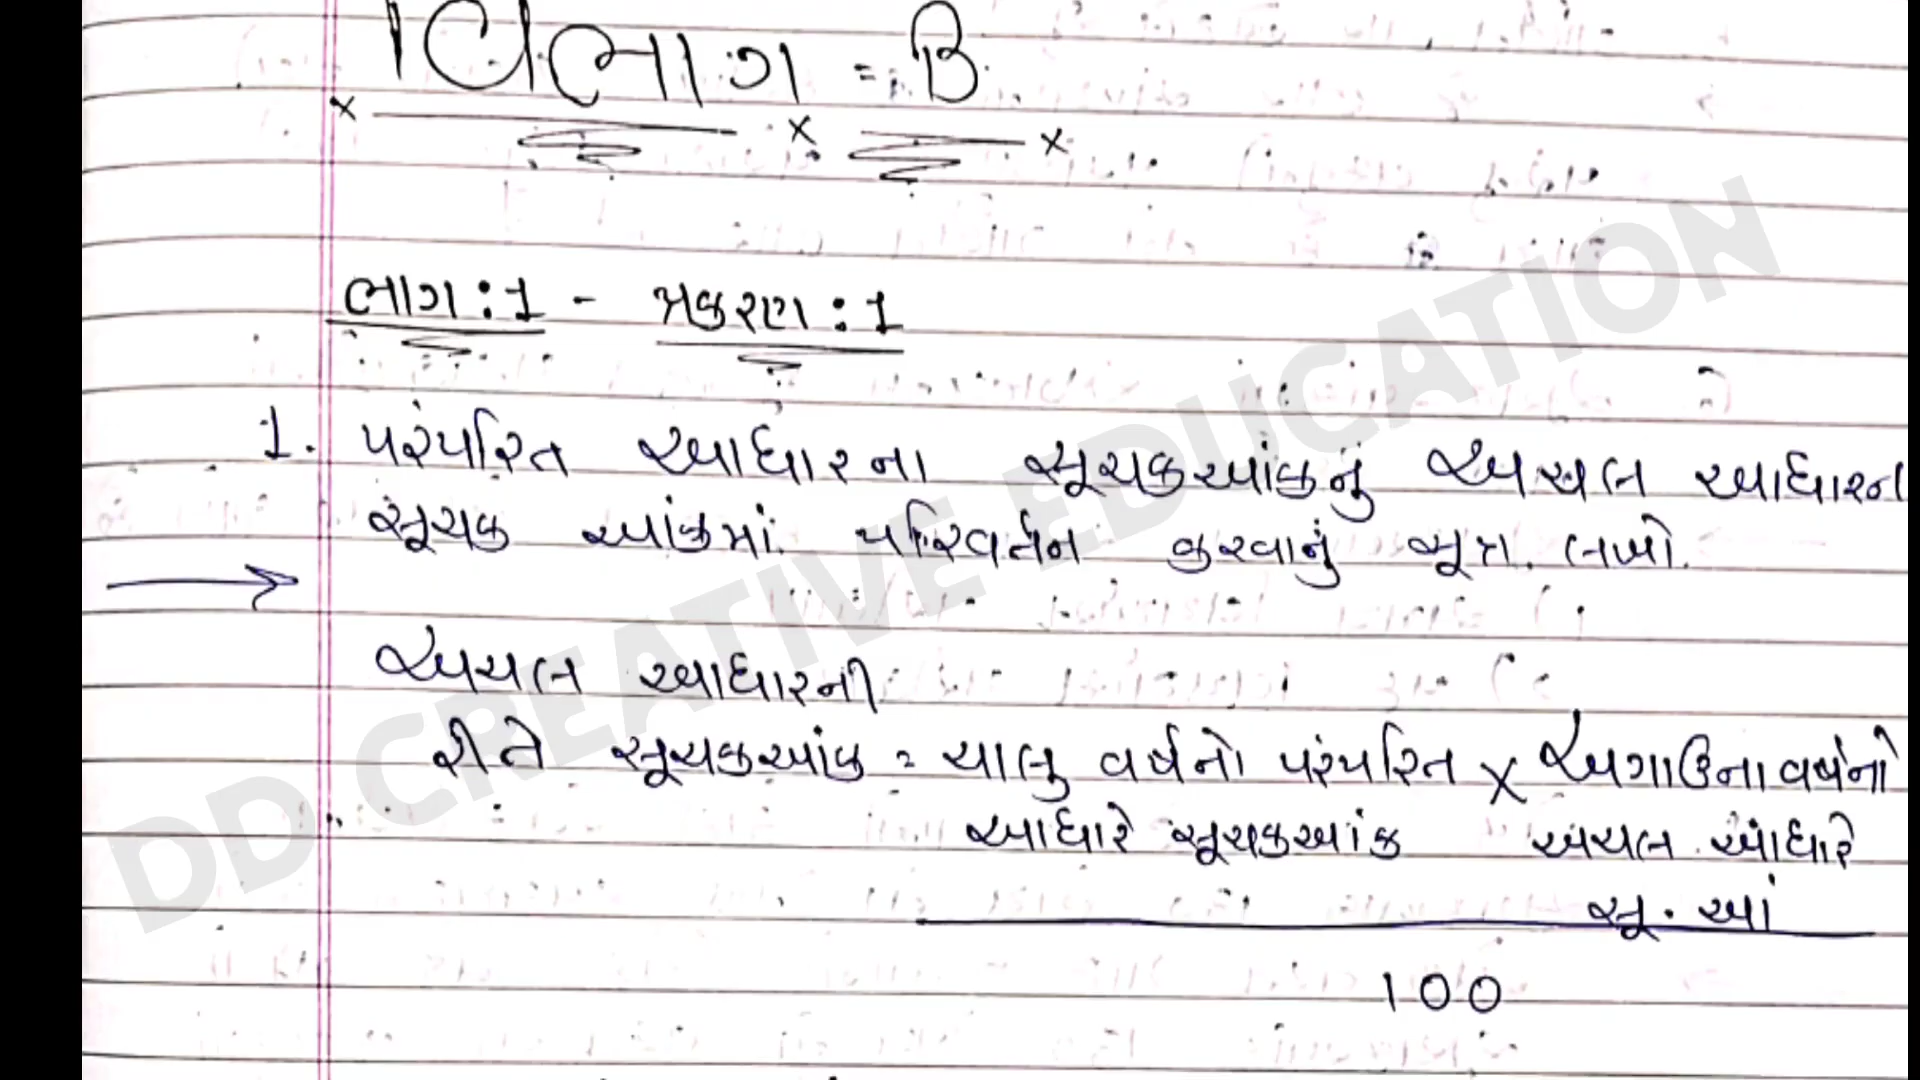 વિભાગ = B
ભાગ : 1 - પ્રકરણ : 1
1. પરંપરિત આધારના સૂચકઆંકનું અચલ આધારન
સૂચક આંકમાં પરિવર્તન કરવાનું સૂત્ર લખો.
અચલ આધારની
રીતે સૂચકઆંક = ચાલુ વર્ષનો પરંપરિત × અગાઉના વર્ષનો
આધારે સૂચકઆંક અચલ આધારે
સૂ. આં
100
DD CREATIVE EDUCATION